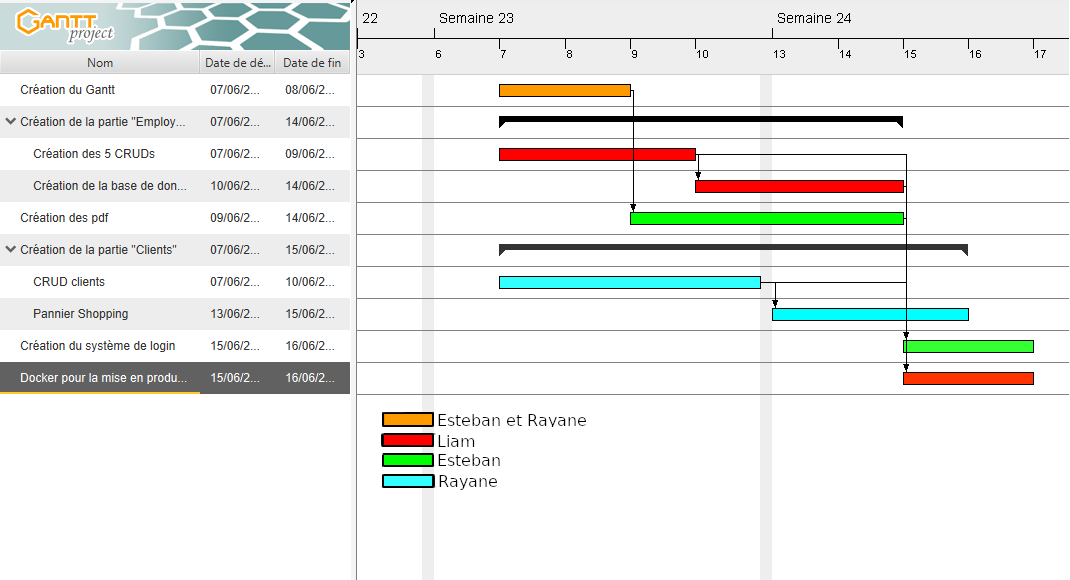 GANTT project
22 Semaine 23 Semaine 24
3 6 7 8 9 10 13 14 15 16 17
Nom Date de dé... Date de fin
Création du Gantt 07/06/2... 08/06/2...
Création de la partie "Employ... 07/06/2... 14/06/2...
Création des 5 CRUDs 07/06/2... 09/06/2...
Création de la base de don... 10/06/2... 14/06/2...
Création des pdf 09/06/2... 14/06/2...
Création de la partie "Clients" 07/06/2... 15/06/2...
CRUD clients 07/06/2... 10/06/2...
Pannier Shopping 13/06/2... 15/06/2...
Création du système de login 15/06/2... 16/06/2...
Docker pour la mise en produ... 15/06/2... 16/06/2...
Esteban et Rayane
Liam
Esteban
Rayane